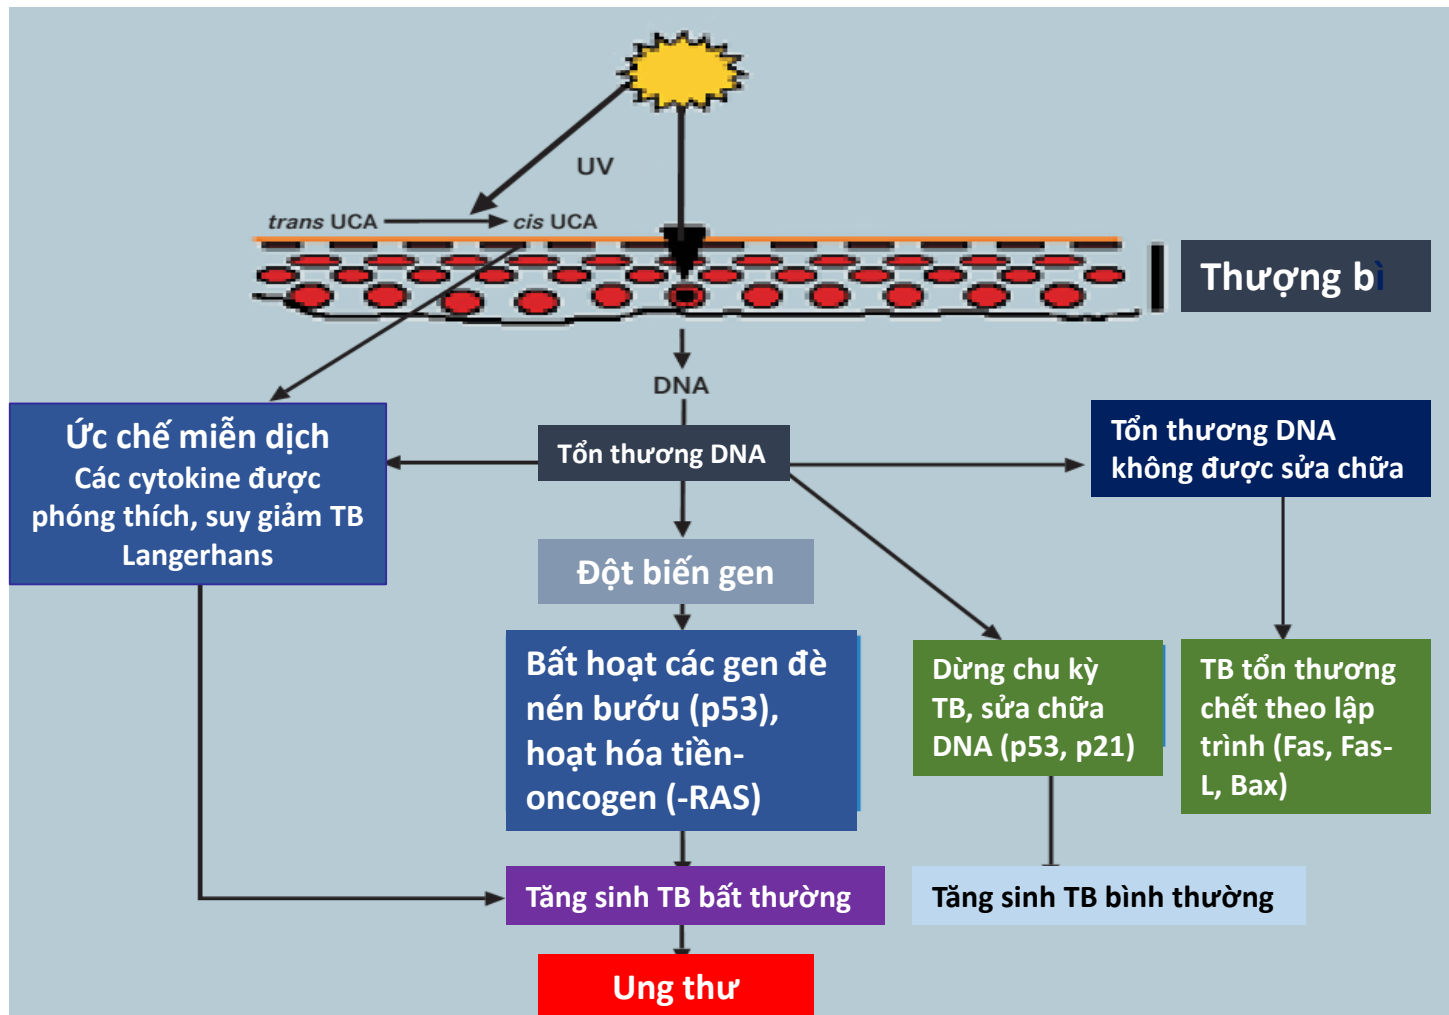 UV
trans UCA
cis UCA
Thượng bì
DNA
Ức chế miễn dịch
Các cytokine được
phóng thích, suy giảm TB
Langerhans
Tổn thương DNA
Tổn thương DNA
không được sửa chữa
Đột biến gen
Bất hoạt các gen đè
nén bướu (p53),
hoạt hóa tiền-
oncogen (-RAS)
Dừng chu kỳ
TB, sửa chữa
DNA (p53, p21)
TB tổn thương
chết theo lập
trình (Fas, Fas-
L, Bax)
Tăng sinh TB bất thường
Tăng sinh TB bình thường
Ung thư